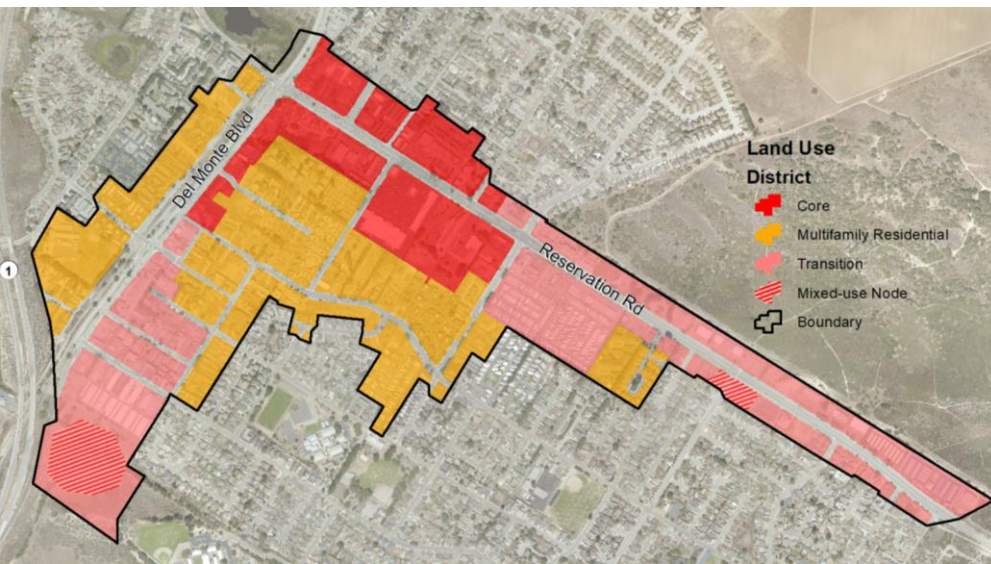 Del Monte Blvd
1
Reservation Rd
Land Use
District
Core
Multifamily Residential
Transition
Mixed-use Node
Boundary